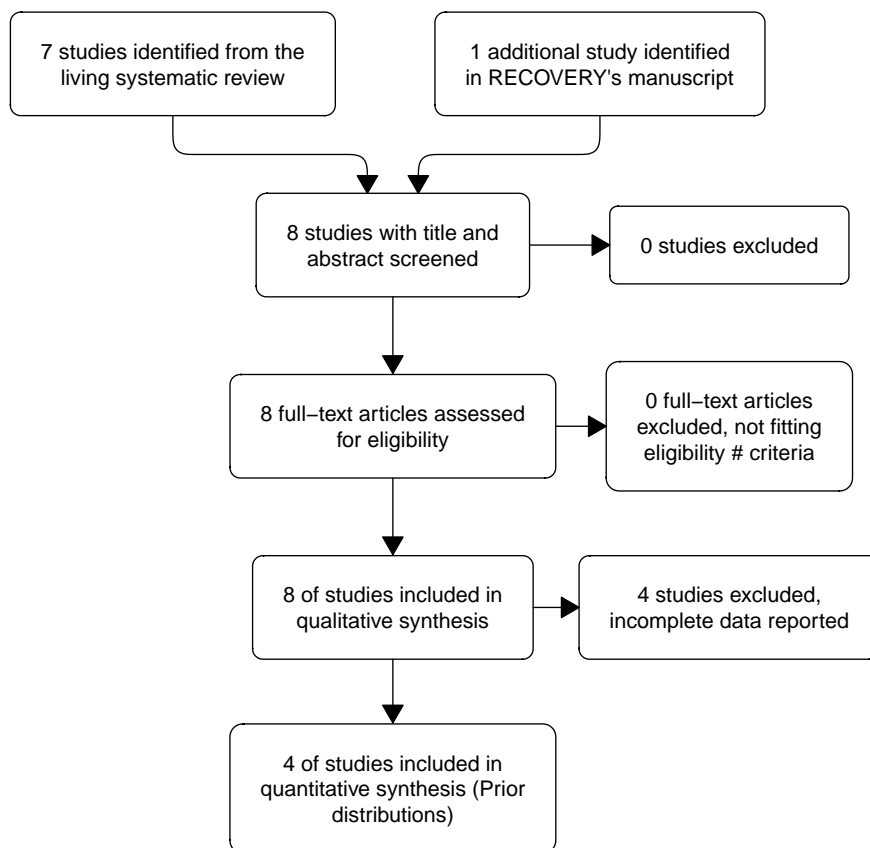 7 studies identified from the
living systematic review
1 additional study identified
in RECOVERY's manuscript
8 studies with title and
abstract screened
0 studies excluded
8 full−text articles assessed
for eligibility
0 full−text articles
excluded, not fitting
eligibility # criteria
8 of studies included in
qualitative synthesis
4 studies excluded,
incomplete data reported
4 of studies included in
quantitative synthesis (Prior
distributions)